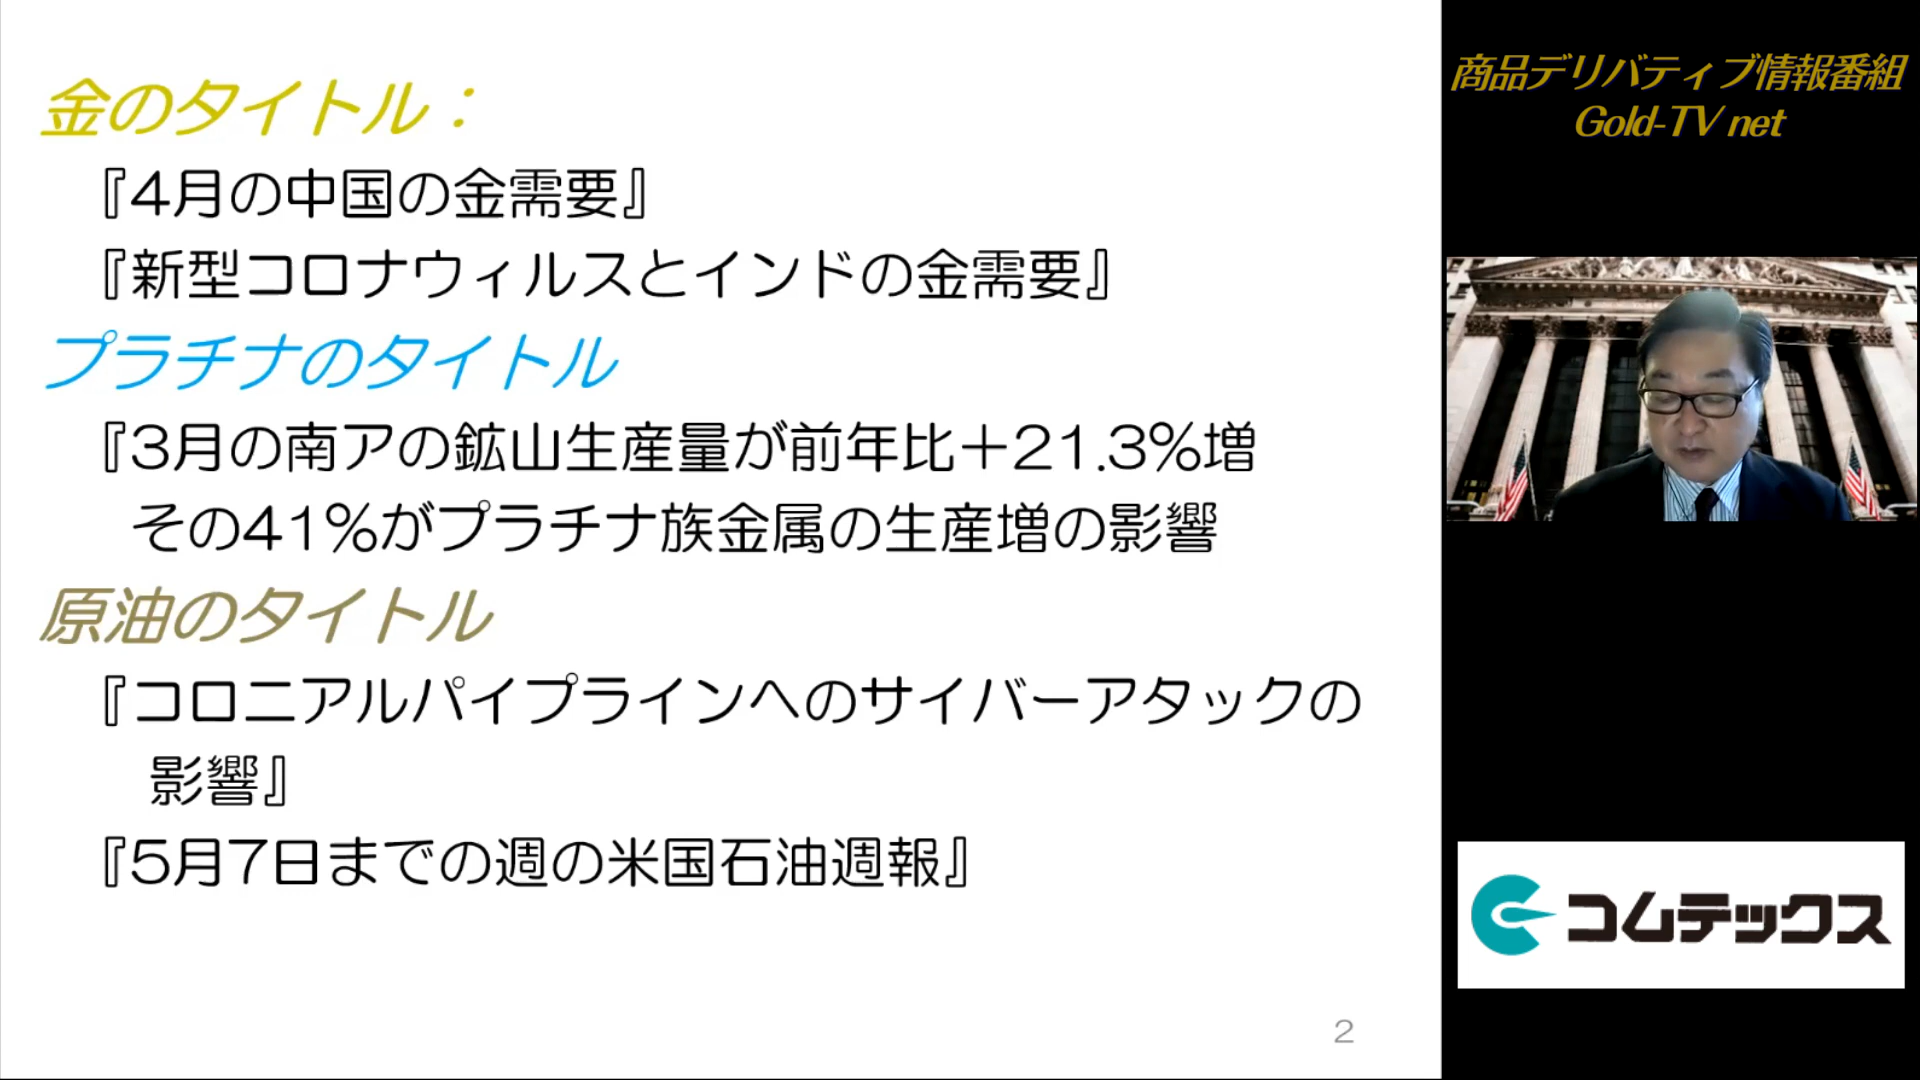 金のタイトル：
『4月の中国の金需要』
『新型コロナウィルスとインドの金需要』
プラチナのタイトル
『3月の南アの鉱山生産量が前年比＋21.3%増
その41%がプラチナ族金属の生産増の影響
原油のタイトル
『コロニアルパイプラインへのサイバーアタックの
影響』
『5月7日までの週の米国石油週報』
2
商品デリバティブ情報番組
Gold-TV net
コムテックス